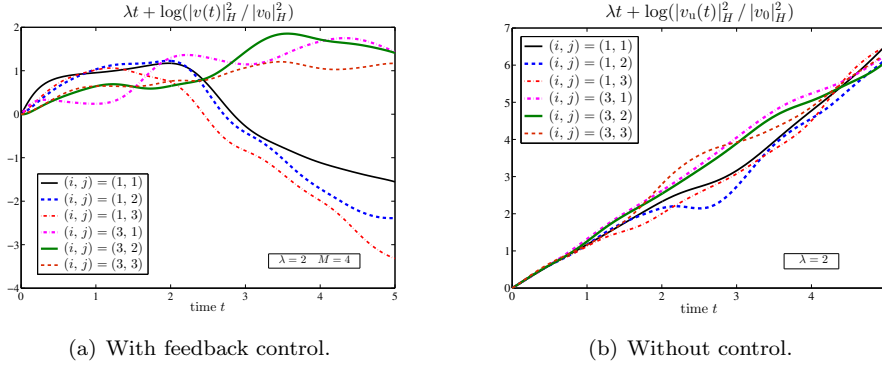 λt + log(|v(t)|²_H / |v₀|²_H)
2
1
0
−1
−2
−3
−4
0 1 2 3 4 5
time t
(i, j) = (1, 1)
(i, j) = (1, 2)
(i, j) = (1, 3)
(i, j) = (3, 1)
(i, j) = (3, 2)
(i, j) = (3, 3)
λ = 2 M = 4
(a) With feedback control.
λt + log(|v_u(t)|²_H / |v₀|²_H)
7
6
5
4
3
2
1
0
0 1 2 3 4
time t
(i, j) = (1, 1)
(i, j) = (1, 2)
(i, j) = (1, 3)
(i, j) = (3, 1)
(i, j) = (3, 2)
(i, j) = (3, 3)
λ = 2
(b) Without control.